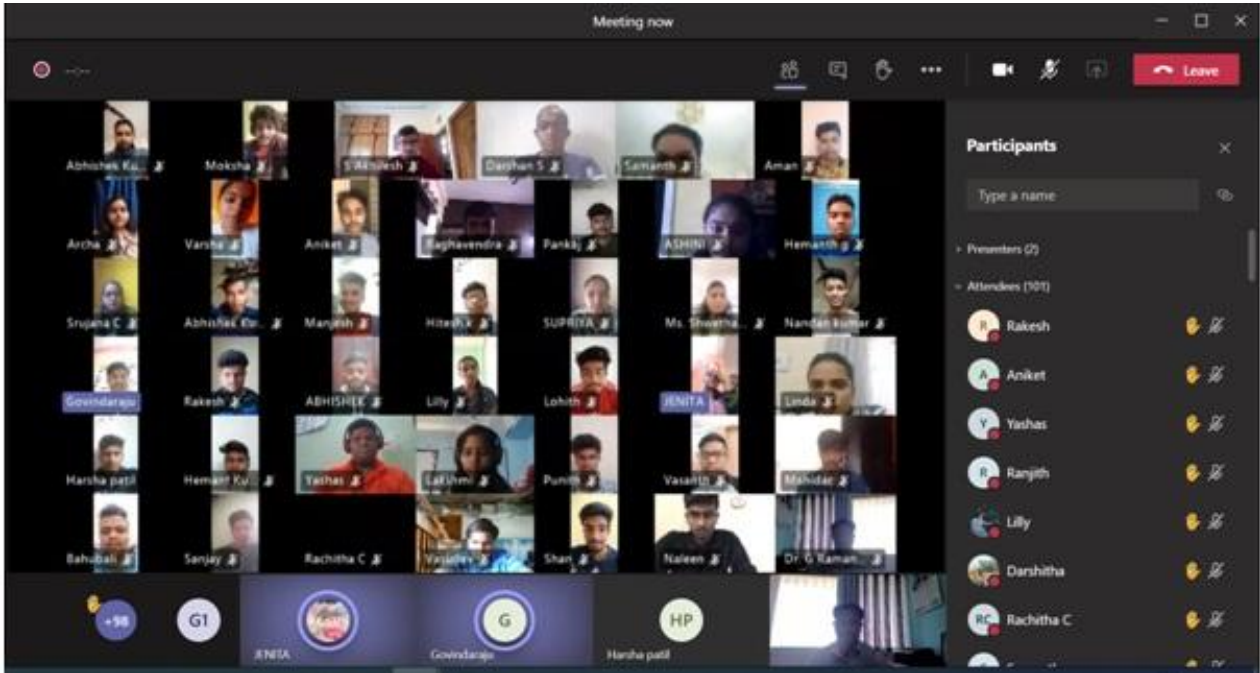 Meeting now
--:--
Leave
Abhishek Ku...
Moksha
S Akhilesh
Darshan S
Samanth
Aman
Archa
Varsha
Aniket
Raghavendra
Pankaj
ASHINI
Hemanth g
Srujana C
Abhishek Ku...
Manjesh
Hitesh.k
SUPRIYA
Ms. Shwetha...
Nandan kumar
Govindaraju
Rakesh
ABHISHEK
Lilly
Lohith
JENITA
Linda
Harsha patil
Hemant Ku...
Yashas
Lakshmi
Punith
Vasanth
Mahidar
Bahubali
Sanjay
Rachitha C
Vasudev
Shan
Naleen
Dr. G Raman...
+98
G1
JENITA
G
Govindaraju
HP
Harsha patil
Participants
Type a name
Presenters (2)
Attendees (101)
R
Rakesh
A
Aniket
Y
Yashas
R
Ranjith
Lilly
Darshitha
RC
Rachitha C